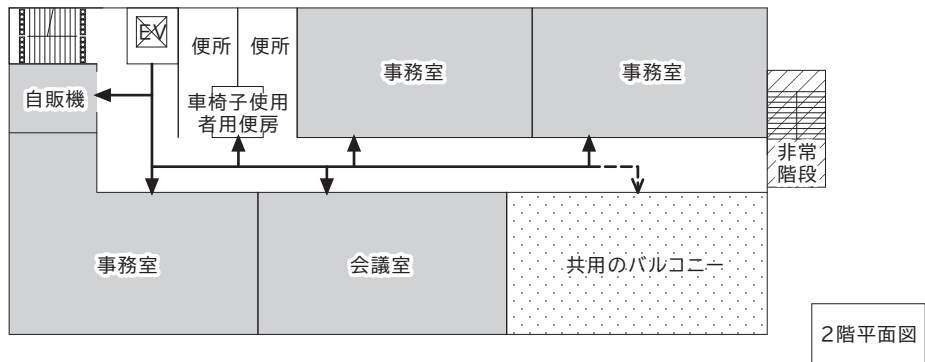 EV
便所
便所
事務室
事務室
自販機
車椅子使用
者用便房
非常
階段
事務室
会議室
共用のバルコニー
2階平面図